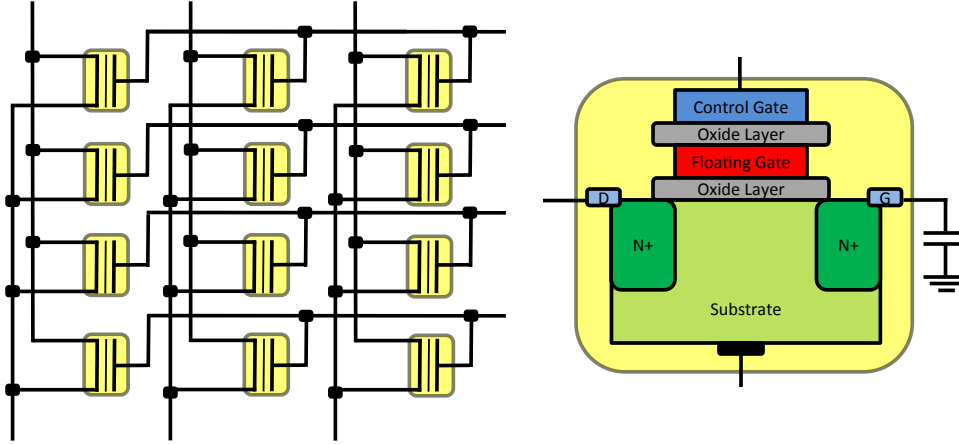 Control Gate
Oxide Layer
Floating Gate
Oxide Layer
D
G
N+
N+
Substrate